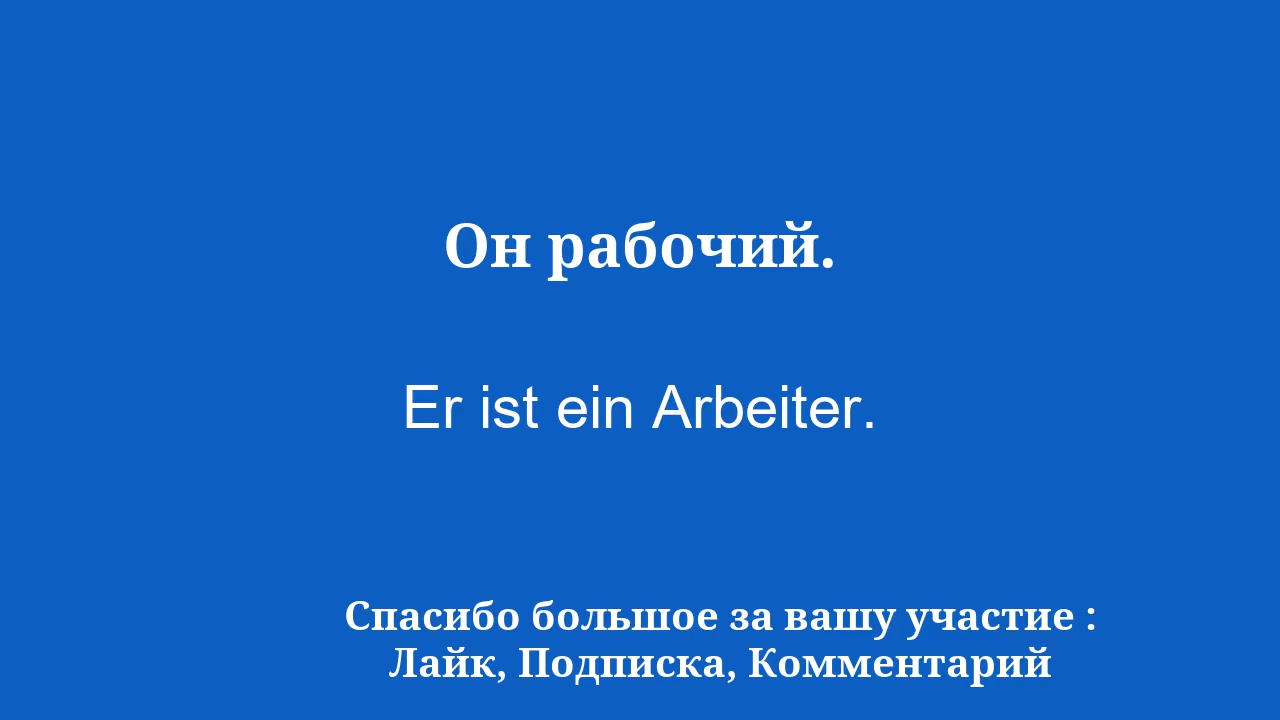 Он рабочий.
Er ist ein Arbeiter.
Спасибо большое за вашу участие :
Лайк, Подписка, Комментарий